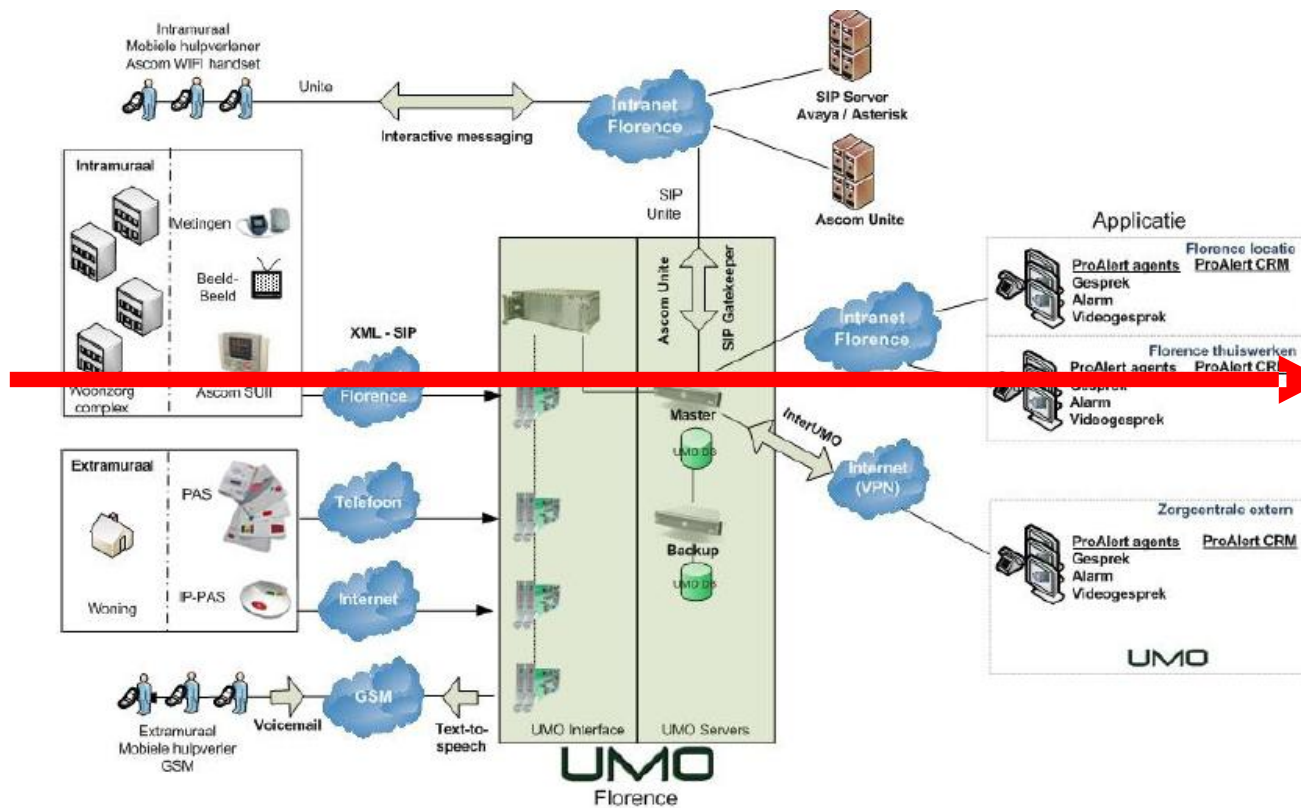 Intramuraal
Mobiele hulpverlener
Ascom WIFI handset
Unite
Interactive messaging
Intranet
Florence
SIP Server
Avaya / Asterisk
Ascom Unite
SIP
Unite
Intramuraal
Metingen
Beeld-
Beeld
Woonzorg
complex
Ascom SUII
XML - SIP
Florence
Extramuraal
PAS
Woning
IP-PAS
Telefoon
Internet
Extramuraal
Mobiele hulpverler
GSM
Voicemail
GSM
Text-to-
speech
Ascom Unite
SIP Gatekeeper
Master
UMO DB
Backup
UMO DB
UMO Interface
UMO Servers
UMO
Florence
InterUMO
Intranet
Florence
Internet
(VPN)
Applicatie
Florence locatie
ProAlert agents ProAlert CRM
Gesprek
Alarm
Videogesprek
Florence thuiswerken
ProAlert agents ProAlert CRM
Gesprek
Alarm
Videogesprek
Zorgcentrale extern
ProAlert agents ProAlert CRM
Gesprek
Alarm
Videogesprek
UMO